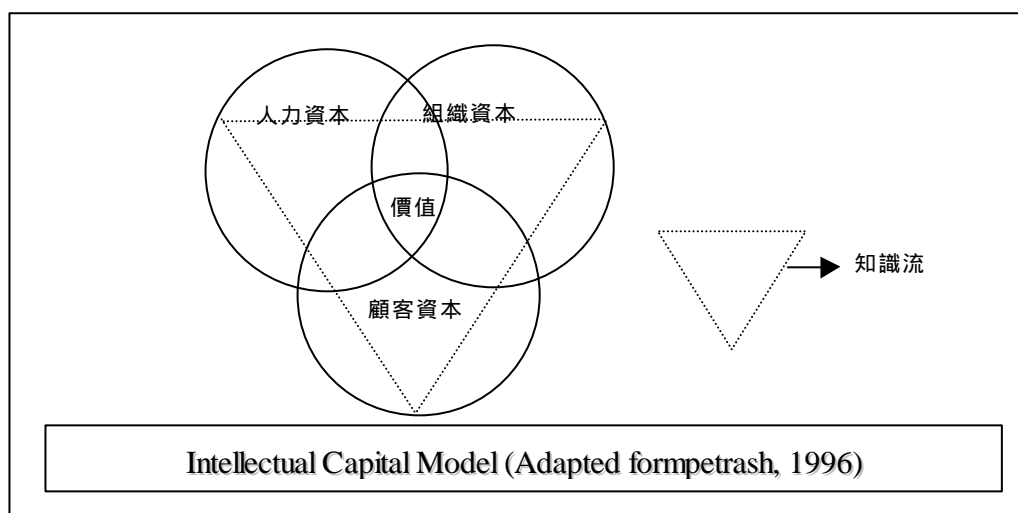 人力資本
組織資本
價值
知識流
顧客資本
Intellectual Capital Model (Adapted formpetrash, 1996)